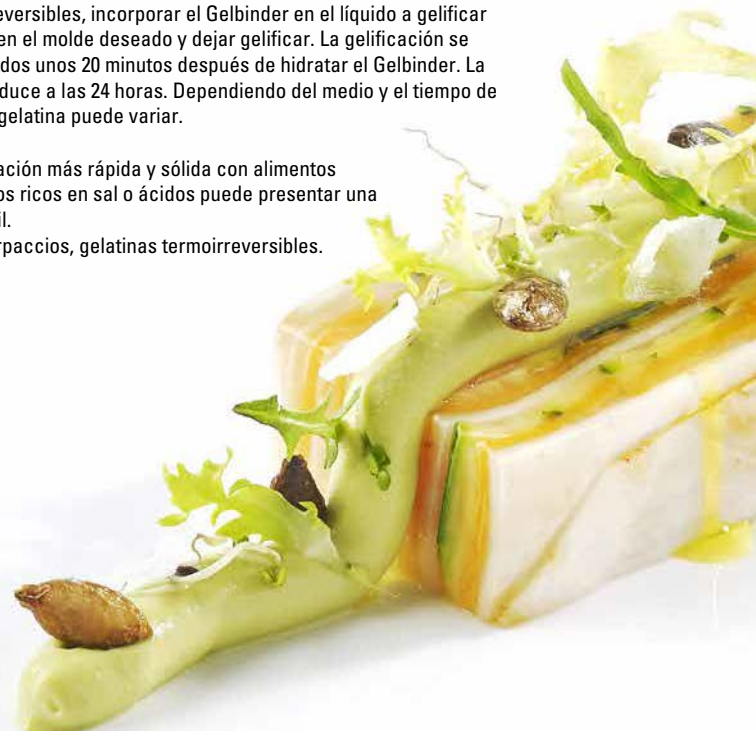 eversibles, incorporar el Gelbinder en el líquido a gelificar
en el molde deseado y dejar gelificar. La gelificación se
dos unos 20 minutos después de hidratar el Gelbinder. La
duce a las 24 horas. Dependiendo del medio y el tiempo de
gelatina puede variar.
ación más rápida y sólida con alimentos
os ricos en sal o ácidos puede presentar una
il.
rpaccios, gelatinas termoirreversibles.